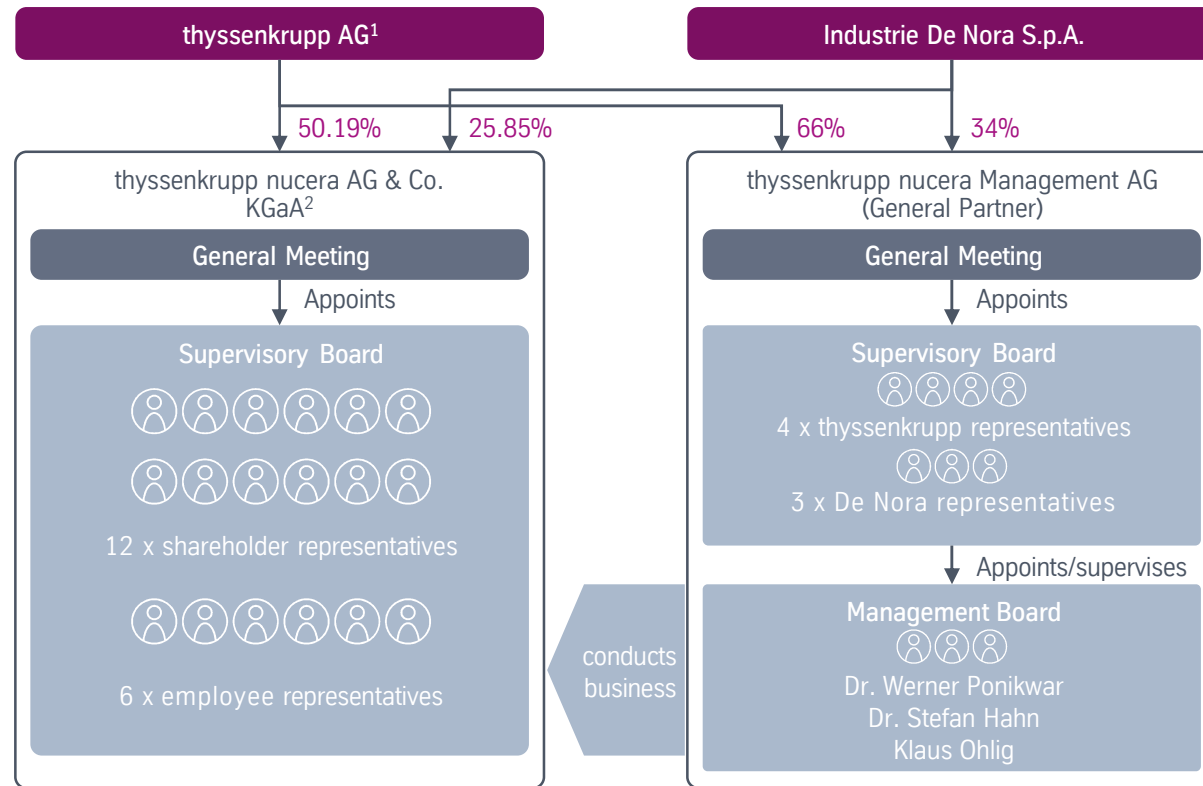 thyssenkrupp AG¹
Industrie De Nora S.p.A.
50.19%
25.85%
66%
34%
thyssenkrupp nucera AG & Co.
KGaA²
General Meeting
Appoints
Supervisory Board
12 x shareholder representatives
6 x employee representatives
thyssenkrupp nucera Management AG
(General Partner)
General Meeting
Appoints
Supervisory Board
4 x thyssenkrupp representatives
3 x De Nora representatives
Appoints/supervises
Management Board
Dr. Werner Ponikwar
Dr. Stefan Hahn
Klaus Ohlig
conducts
business